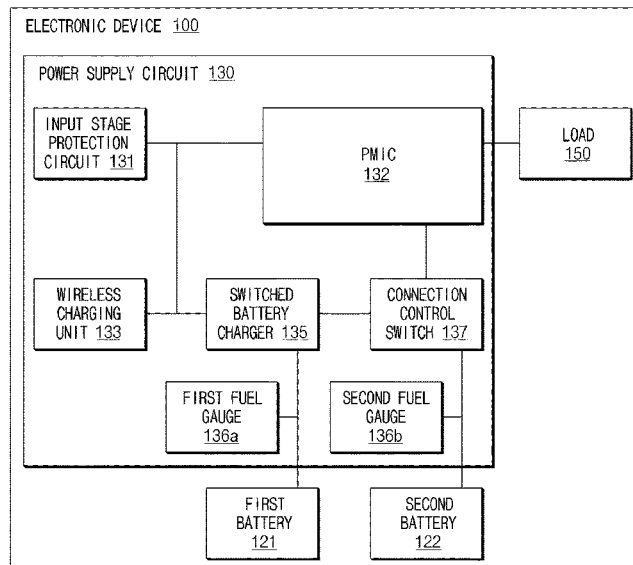 ELECTRONIC DEVICE 100
POWER SUPPLY CIRCUIT 130
INPUT STAGE
PROTECTION
CIRCUIT 131
PMIC
132
LOAD
150
WIRELESS
CHARGING
UNIT 133
SWITCHED
BATTERY
CHARGER 135
CONNECTION
CONTROL
SWITCH 137
FIRST FUEL
GAUGE
136a
SECOND FUEL
GAUGE
136b
FIRST
BATTERY
121
SECOND
BATTERY
122